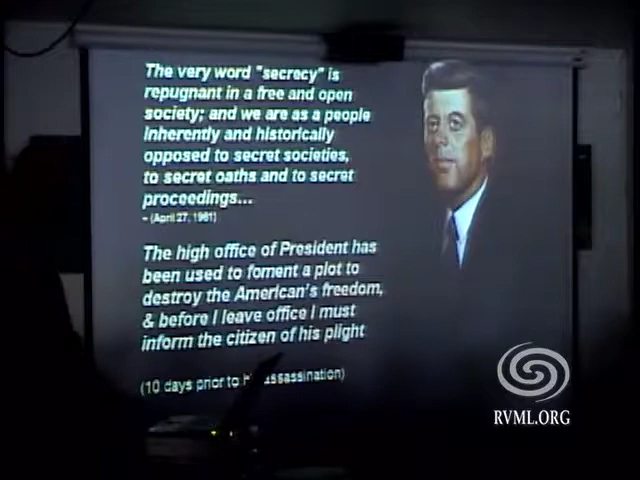 The very word "secrecy" is
repugnant in a free and open
society; and we are as a people
inherently and historically
opposed to secret societies,
to secret oaths and to secret
proceedings...
~ (April 27, 1961)
The high office of President has
been used to foment a plot to
destroy the American's freedom,
& before I leave office I must
inform the citizen of his plight
(10 days prior to assassination)
RVML.ORG